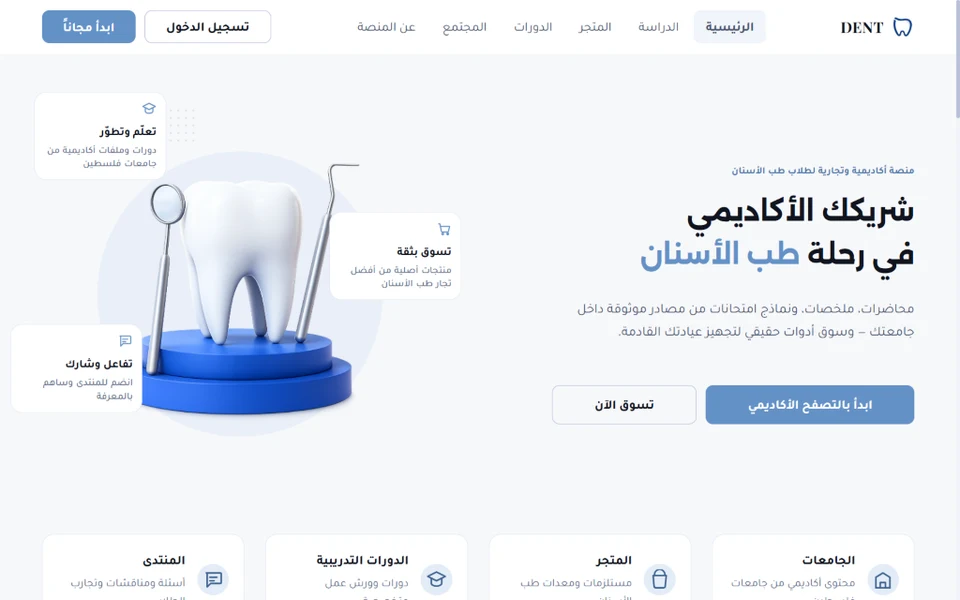 DENT
الرئيسية
الدراسة
المتجر
الدورات
المجتمع
عن المنصة
تسجيل الدخول
ابدأ مجاناً
منصة أكاديمية وتجارية لطلاب طب الأسنان
شريكك الأكاديمي
في رحلة طب الأسنان
محاضرات، ملخصات، ونماذج امتحانات من مصادر موثوقة داخل
جامعتك – وسوق أدوات حقيقي لتجهيز عيادتك القادمة.
ابدأ بالتصفح الأكاديمي
تسوق الآن
تعلّم وتطوّر
دورات وملفات أكاديمية من
جامعات فلسطين
تسوق بثقة
منتجات أصلية من أفضل
تجار طب الأسنان
تفاعل وشارك
انضم للمنتدى وساهم
بالمعرفة
الجامعات
محتوى أكاديمي من جامعات
المتجر
مستلزمات ومعدات طب
الدورات التدريبية
دورات وورش عمل
المنتدى
أسئلة ومناقشات وتجارب